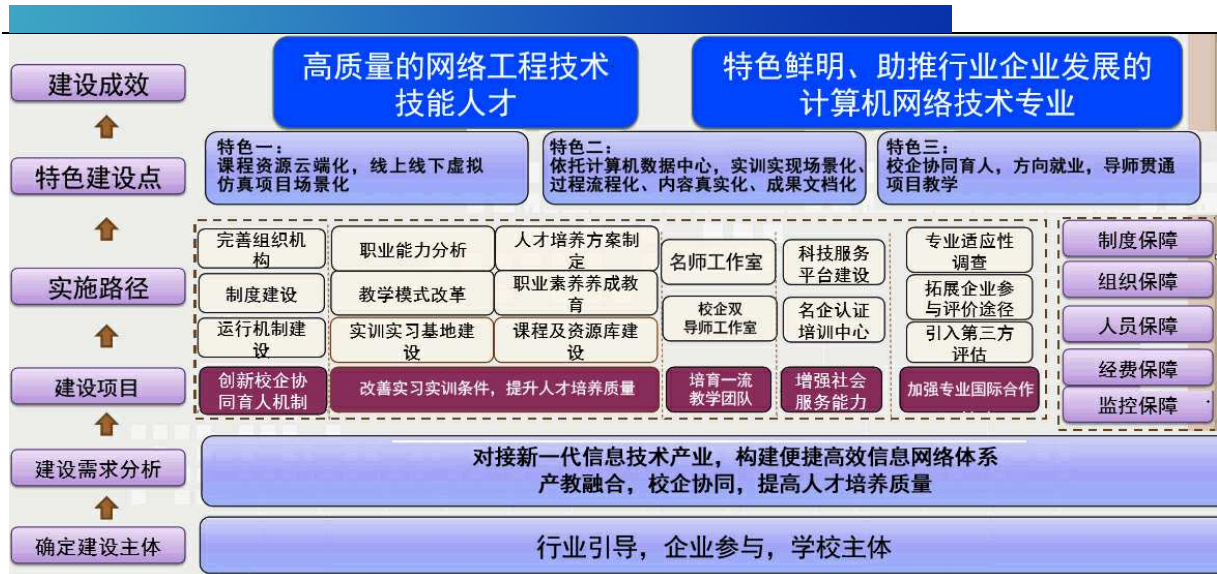 建设成效
高质量的网络工程技术
技能人才
特色鲜明、助推行业企业发展的
计算机网络技术专业
特色建设点
特色一：
课程资源云端化，线上线下虚拟
仿真项目场景化
特色二：
依托计算机数据中心，实训实现场景化、
过程流程化、内容真实化、成果文档化
特色三：
校企协同育人，方向就业，导师贯通
项目教学
实施路径
完善组织机
构
制度建设
运行机制建
设
职业能力分析
教学模式改革
实训实习基地建
设
人才培养方案制
定
职业素养养成教
育
课程及资源库建
设
名师工作室
校企双
导师工作室
科技服务
平台建设
名企认证
培训中心
专业适应性
调查
拓展企业参
与评价途径
引入第三方
评估
制度保障
组织保障
人员保障
经费保障
监控保障
建设项目
创新校企协
同育人机制
改善实习实训条件，提升人才培养质量
培育一流
教学团队
增强社会
服务能力
加强专业国际合作
建设需求分析
对接新一代信息技术产业，构建便捷高效信息网络体系
产教融合，校企协同，提高人才培养质量
确定建设主体
行业引导，企业参与，学校主体